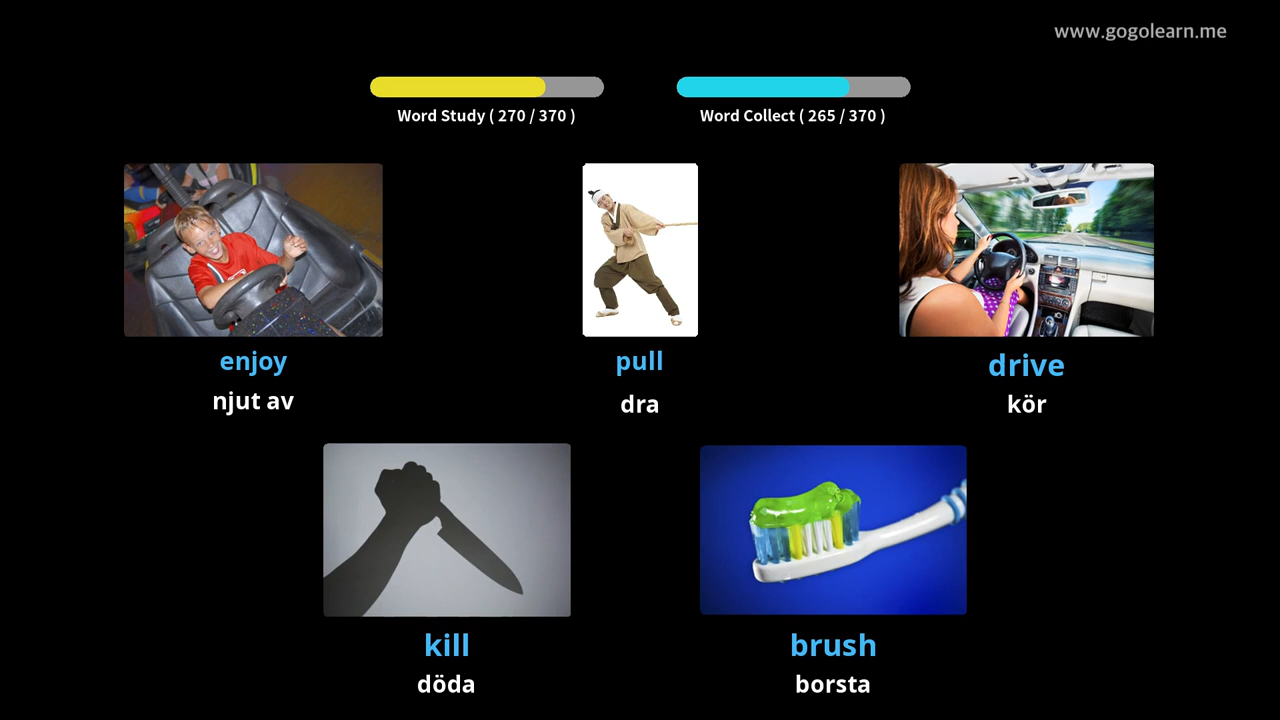 www.gogolearn.me
Word Study ( 270 / 370 )
Word Collect ( 265 / 370 )
enjoy
njut av
pull
dra
drive
kör
kill
döda
brush
borsta